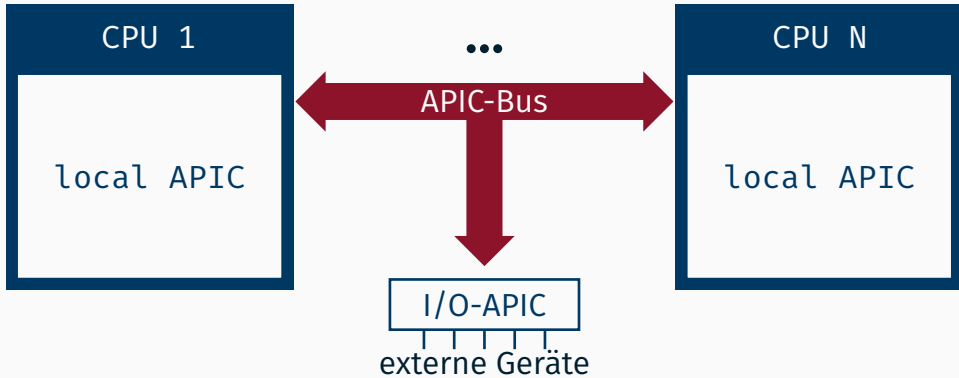 CPU 1
...
CPU N
APIC-Bus
local APIC
local APIC
I/O-APIC
externe Geräte